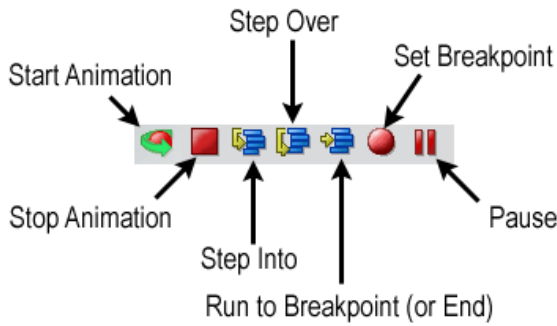 Step Over
Set Breakpoint
Start Animation
Stop Animation
Pause
Step Into
Run to Breakpoint (or End)